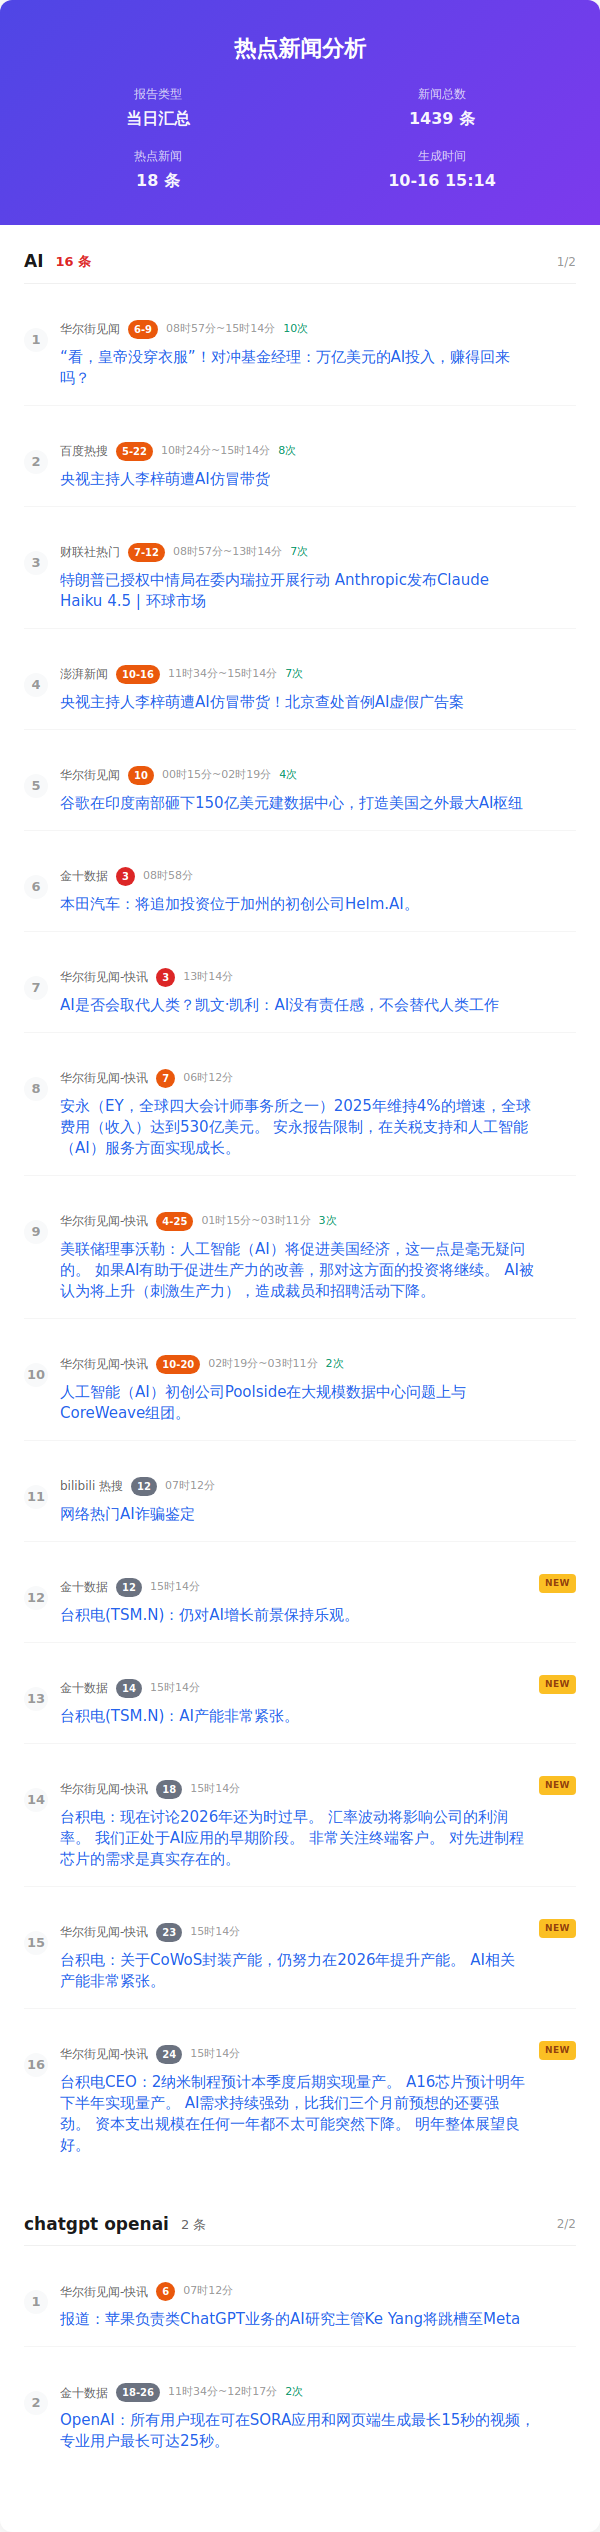 热点新闻分析
报告类型
新闻总数
当日汇总
1439 条
热点新闻
生成时间
18 条
10-16 15:14
AI 16 条 1/2
1
华尔街见闻 6-9 08时57分~15时14分 10次
“看，皇帝没穿衣服”！对冲基金经理：万亿美元的AI投入，赚得回来
吗？
2
百度热搜 5-22 10时24分~15时14分 8次
央视主持人李梓萌遭AI仿冒带货
3
财联社热门 7-12 08时57分~13时14分 7次
特朗普已授权中情局在委内瑞拉开展行动 Anthropic发布Claude
Haiku 4.5 | 环球市场
4
澎湃新闻 10-16 11时34分~15时14分 7次
央视主持人李梓萌遭AI仿冒带货！北京查处首例AI虚假广告案
5
华尔街见闻 10 00时15分~02时19分 4次
谷歌在印度南部砸下150亿美元建数据中心，打造美国之外最大AI枢纽
6
金十数据 3 08时58分
本田汽车：将追加投资位于加州的初创公司Helm.AI。
7
华尔街见闻-快讯 3 13时14分
AI是否会取代人类？凯文·凯利：AI没有责任感，不会替代人类工作
8
华尔街见闻-快讯 7 06时12分
安永（EY，全球四大会计师事务所之一）2025年维持4%的增速，全球
费用（收入）达到530亿美元。 安永报告限制，在关税支持和人工智能
（AI）服务方面实现成长。
9
华尔街见闻-快讯 4-25 01时15分~03时11分 3次
美联储理事沃勒：人工智能（AI）将促进美国经济，这一点是毫无疑问
的。 如果AI有助于促进生产力的改善，那对这方面的投资将继续。 AI被
认为将上升（刺激生产力），造成裁员和招聘活动下降。
10
华尔街见闻-快讯 10-20 02时19分~03时11分 2次
人工智能（AI）初创公司Poolside在大规模数据中心问题上与
CoreWeave组团。
11
bilibili 热搜 12 07时12分
网络热门AI诈骗鉴定
12
金十数据 12 15时14分 NEW
台积电(TSM.N)：仍对AI增长前景保持乐观。
13
金十数据 14 15时14分 NEW
台积电(TSM.N)：AI产能非常紧张。
14
华尔街见闻-快讯 18 15时14分 NEW
台积电：现在讨论2026年还为时过早。 汇率波动将影响公司的利润
率。 我们正处于AI应用的早期阶段。 非常关注终端客户。 对先进制程
芯片的需求是真实存在的。
15
华尔街见闻-快讯 23 15时14分 NEW
台积电：关于CoWoS封装产能，仍努力在2026年提升产能。 AI相关
产能非常紧张。
16
华尔街见闻-快讯 24 15时14分 NEW
台积电CEO：2纳米制程预计本季度后期实现量产。 A16芯片预计明年
下半年实现量产。 AI需求持续强劲，比我们三个月前预想的还要强
劲。 资本支出规模在任何一年都不太可能突然下降。 明年整体展望良
好。
chatgpt openai 2 条 2/2
1
华尔街见闻-快讯 6 07时12分
报道：苹果负责类ChatGPT业务的AI研究主管Ke Yang将跳槽至Meta
2
金十数据 18-26 11时34分~12时17分 2次
OpenAI：所有用户现在可在SORA应用和网页端生成最长15秒的视频，
专业用户最长可达25秒。